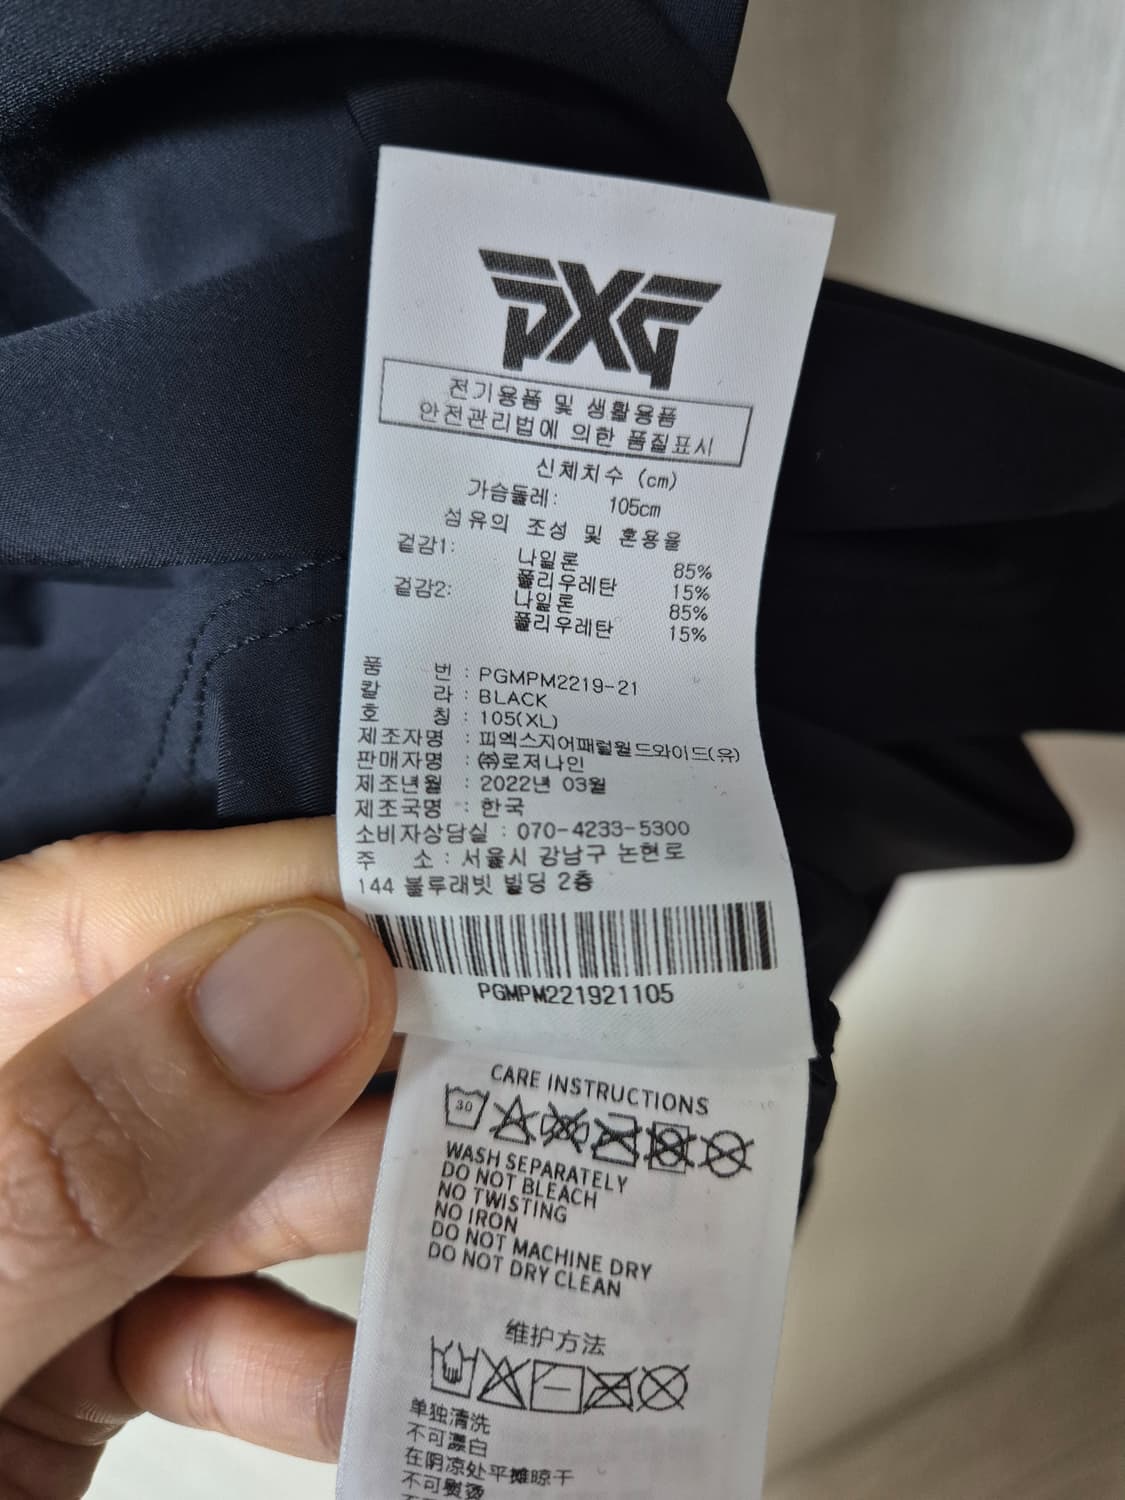 PXG
전기용품 및 생활용품
안전관리법에 의한 품질표시
신체치수 (cm)
가슴둘레: 105cm
섬유의 조성 및 혼용율
겉감1: 나일론 85%
폴리우레탄 15%
겉감2: 나일론 85%
폴리우레탄 15%
품 번 : PGMPM2219-21
칼 라 : BLACK
호 칭 : 105(XL)
제조자명 : 피엑스지어패럴월드와이드(유)
판매자명 : ㈜로저나인
제조년월 : 2022년 03월
제조국명 : 한국
소비자상담실 : 070-4233-5300
주 소 : 서울시 강남구 논현로
144 블루래빗 빌딩 2층
PGMPM221921105
CARE INSTRUCTIONS
30
WASH SEPARATELY
DO NOT BLEACH
NO TWISTING
NO IRON
DO NOT MACHINE DRY
DO NOT DRY CLEAN
维护方法
单独清洗
不可漂白
在阴凉处平摊晾干
不可熨烫